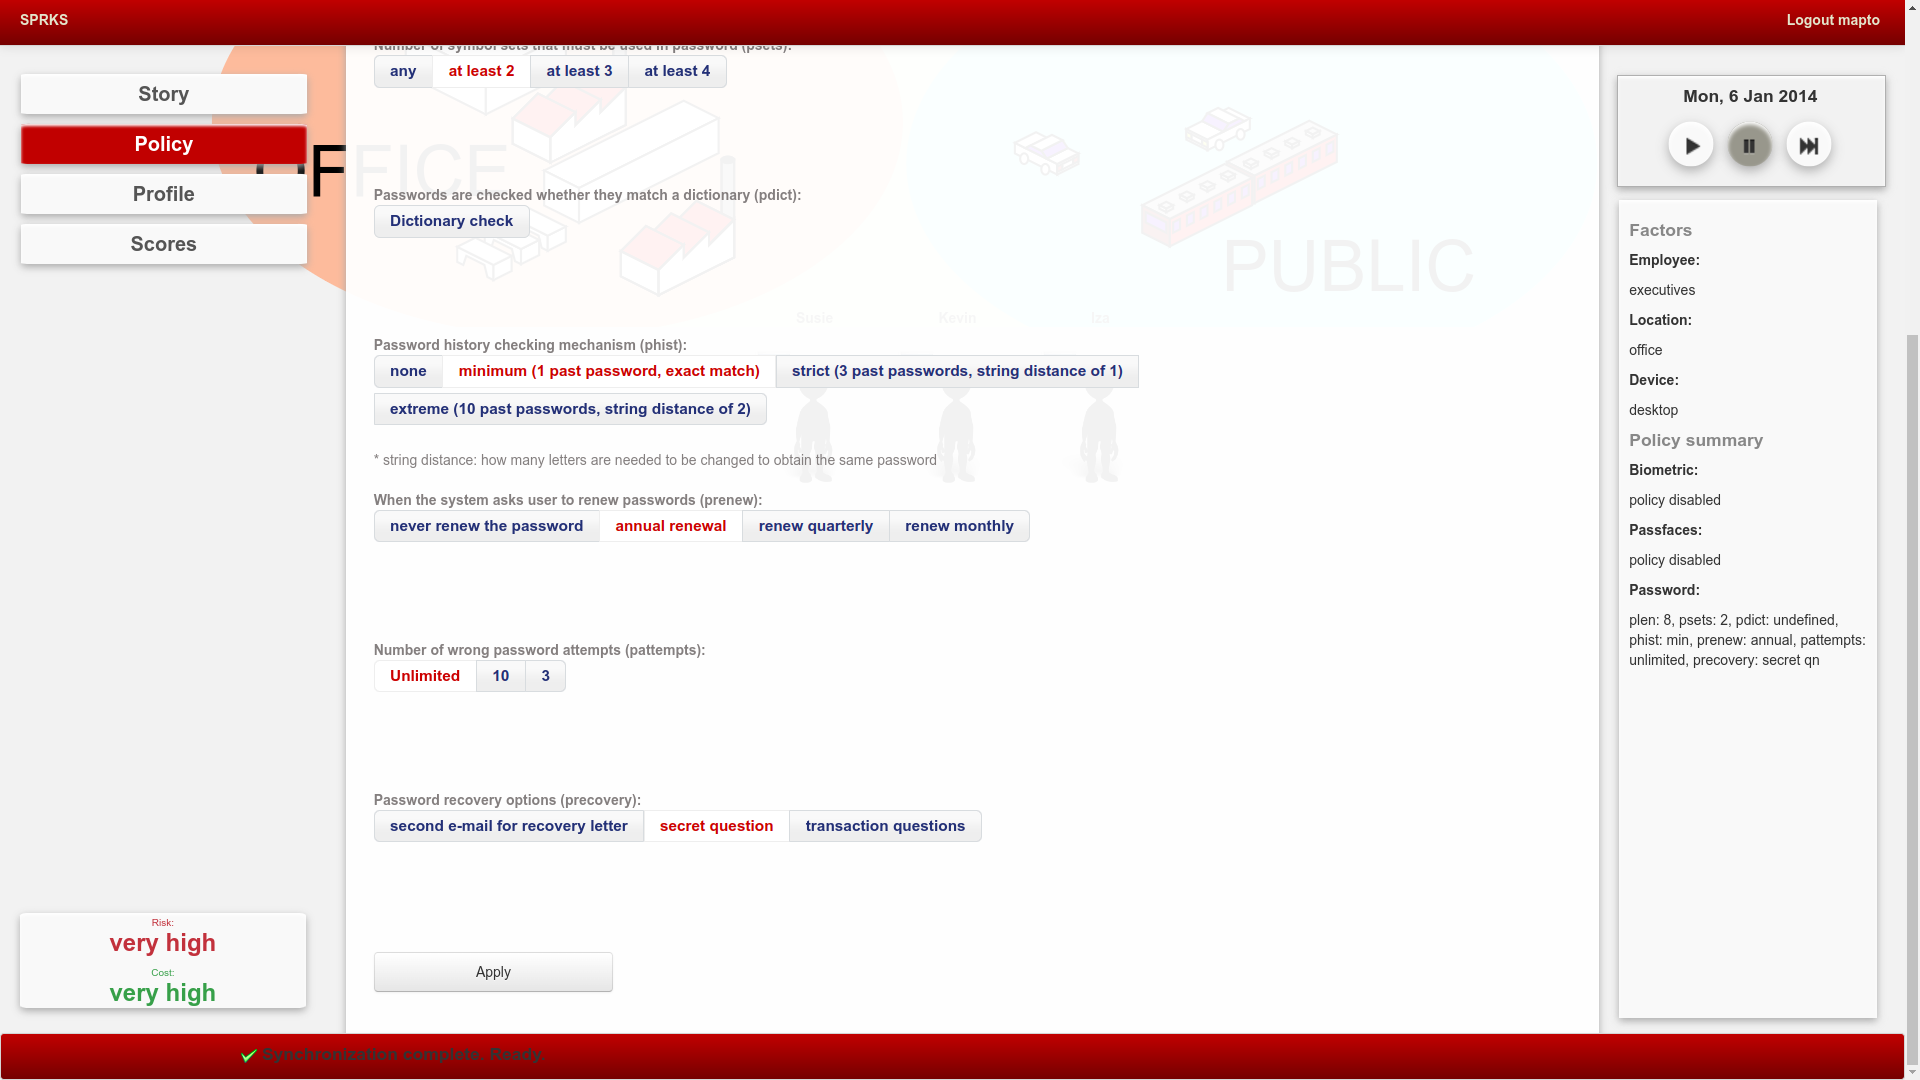 SPRKS
Logout mapto
Story
Policy
Profile
Scores
OFFICE
PUBLIC
Number of symbol sets that must be used in password (psets):
any
at least 2
at least 3
at least 4
Passwords are checked whether they match a dictionary (pdict):
Dictionary check
Susie
Kevin
Iza
Password history checking mechanism (phist):
none
minimum (1 past password, exact match)
strict (3 past passwords, string distance of 1)
extreme (10 past passwords, string distance of 2)
* string distance: how many letters are needed to be changed to obtain the same password
When the system asks user to renew passwords (prenew):
never renew the password
annual renewal
renew quarterly
renew monthly
Number of wrong password attempts (pattempts):
Unlimited
10
3
Password recovery options (precovery):
second e-mail for recovery letter
secret question
transaction questions
Apply
Risk:
very high
Cost:
very high
Mon, 6 Jan 2014
Factors
Employee:
executives
Location:
office
Device:
desktop
Policy summary
Biometric:
policy disabled
Passfaces:
policy disabled
Password:
plen: 8, psets: 2, pdict: undefined,
phist: min, prenew: annual, pattempts:
unlimited, precovery: secret qn
Synchronization complete. Ready.